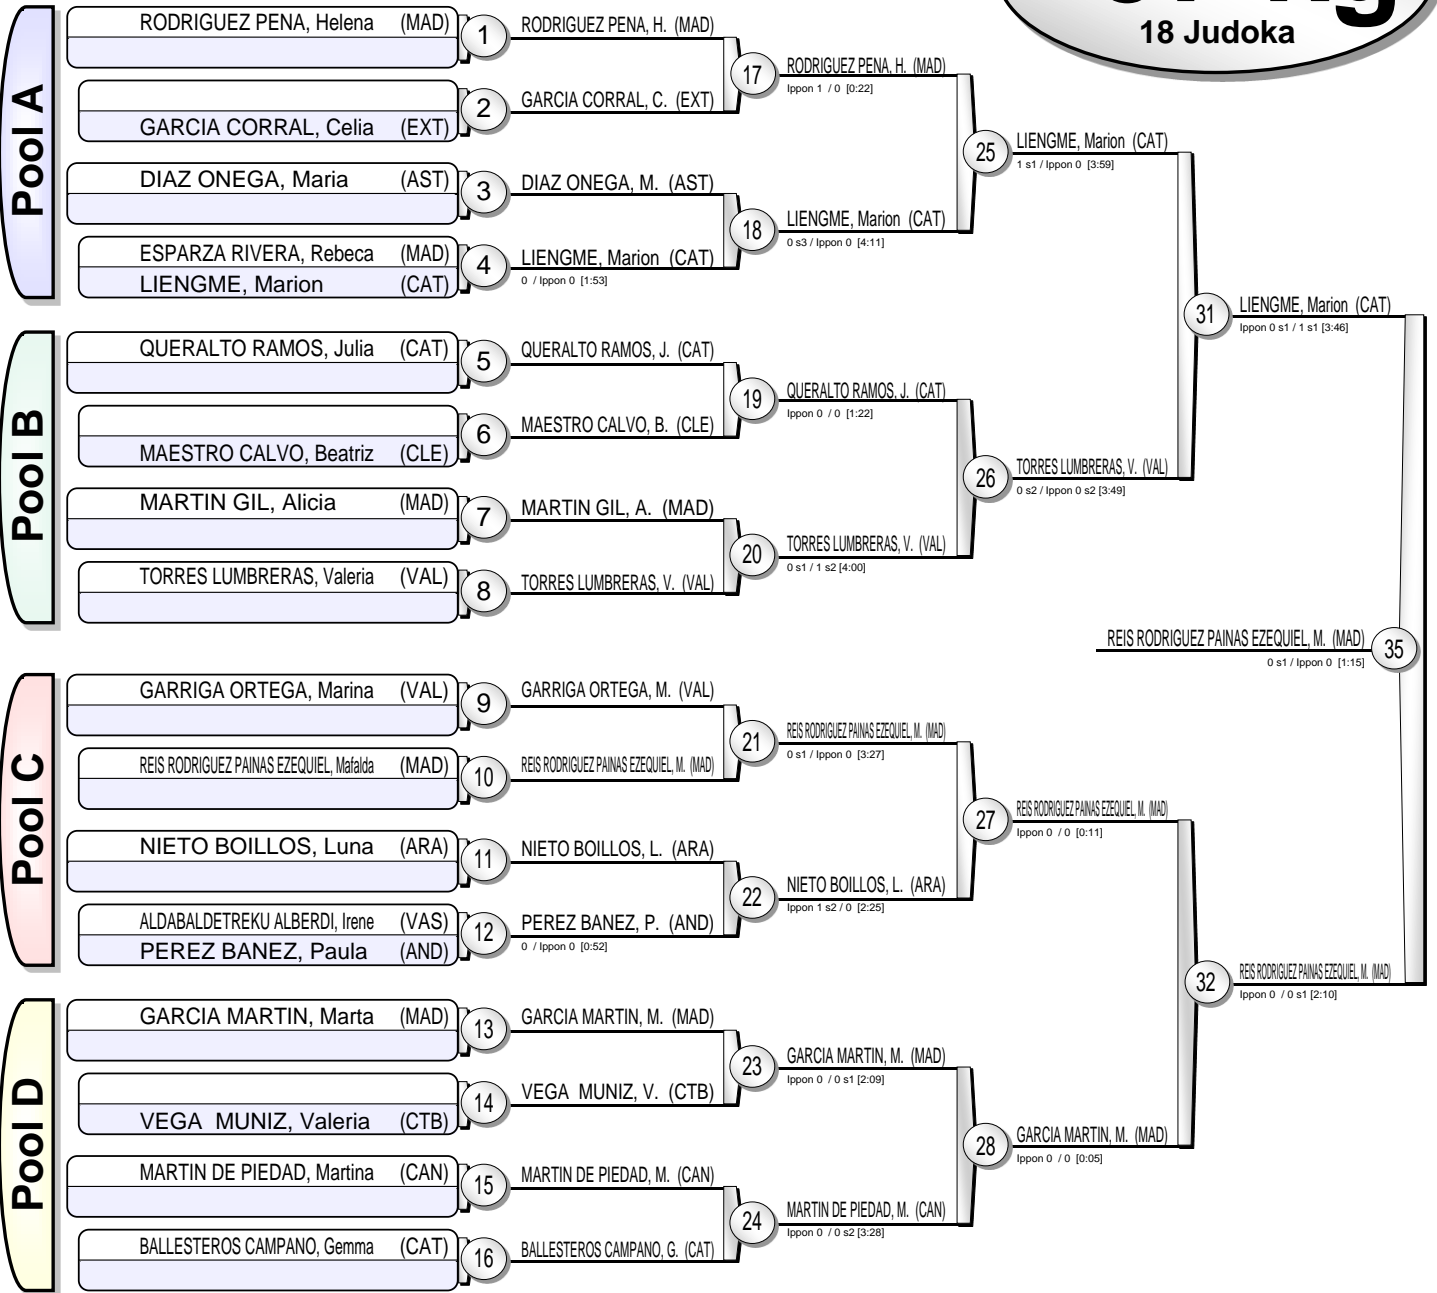 18 Judoka
Pool A
RODRIGUEZ PENA, Helena (MAD)
1
GARCIA CORRAL, Celia (EXT)
2
DIAZ ONEGA, Maria (AST)
3
ESPARZA RIVERA, Rebeca (MAD)
LIENGME, Marion (CAT)
4
Pool B
QUERALTO RAMOS, Julia (CAT)
5
MAESTRO CALVO, Beatriz (CLE)
6
MARTIN GIL, Alicia (MAD)
7
TORRES LUMBRERAS, Valeria (VAL)
8
Pool C
GARRIGA ORTEGA, Marina (VAL)
9
REIS RODRIGUEZ PAINAS EZEQUIEL, Mafalda (MAD)
10
NIETO BOILLOS, Luna (ARA)
11
ALDABALDETREKU ALBERDI, Irene (VAS)
PEREZ BANEZ, Paula (AND)
12
Pool D
GARCIA MARTIN, Marta (MAD)
13
VEGA MUNIZ, Valeria (CTB)
14
MARTIN DE PIEDAD, Martina (CAN)
15
BALLESTEROS CAMPANO, Gemma (CAT)
16
RODRIGUEZ PENA, H. (MAD)
GARCIA CORRAL, C. (EXT)
17
DIAZ ONEGA, M. (AST)
LIENGME, Marion (CAT)
0 / Ippon 0 [1:53]
18
QUERALTO RAMOS, J. (CAT)
MAESTRO CALVO, B. (CLE)
19
MARTIN GIL, A. (MAD)
TORRES LUMBRERAS, V. (VAL)
20
GARRIGA ORTEGA, M. (VAL)
REIS RODRIGUEZ PAINAS EZEQUIEL, M. (MAD)
21
NIETO BOILLOS, L. (ARA)
PEREZ BANEZ, P. (AND)
0 / Ippon 0 [0:52]
22
GARCIA MARTIN, M. (MAD)
VEGA MUNIZ, V. (CTB)
23
MARTIN DE PIEDAD, M. (CAN)
BALLESTEROS CAMPANO, G. (CAT)
24
RODRIGUEZ PENA, H. (MAD)
Ippon 1 / 0 [0:22]
LIENGME, Marion (CAT)
0 s3 / Ippon 0 [4:11]
25
QUERALTO RAMOS, J. (CAT)
Ippon 0 / 0 [1:22]
TORRES LUMBRERAS, V. (VAL)
0 s1 / 1 s2 [4:00]
26
REIS RODRIGUEZ PAINAS EZEQUIEL, M. (MAD)
0 s1 / Ippon 0 [3:27]
NIETO BOILLOS, L. (ARA)
Ippon 1 s2 / 0 [2:25]
27
GARCIA MARTIN, M. (MAD)
Ippon 0 / 0 s1 [2:09]
MARTIN DE PIEDAD, M. (CAN)
Ippon 0 / 0 s2 [3:28]
28
LIENGME, Marion (CAT)
1 s1 / Ippon 0 [3:59]
TORRES LUMBRERAS, V. (VAL)
0 s2 / Ippon 0 s2 [3:49]
31
REIS RODRIGUEZ PAINAS EZEQUIEL, M. (MAD)
Ippon 0 / 0 [0:11]
GARCIA MARTIN, M. (MAD)
Ippon 0 / 0 [0:05]
32
LIENGME, Marion (CAT)
Ippon 0 s1 / 1 s1 [3:46]
REIS RODRIGUEZ PAINAS EZEQUIEL, M. (MAD)
Ippon 0 / 0 s1 [2:10]
REIS RODRIGUEZ PAINAS EZEQUIEL, M. (MAD)
0 s1 / Ippon 0 [1:15]
35